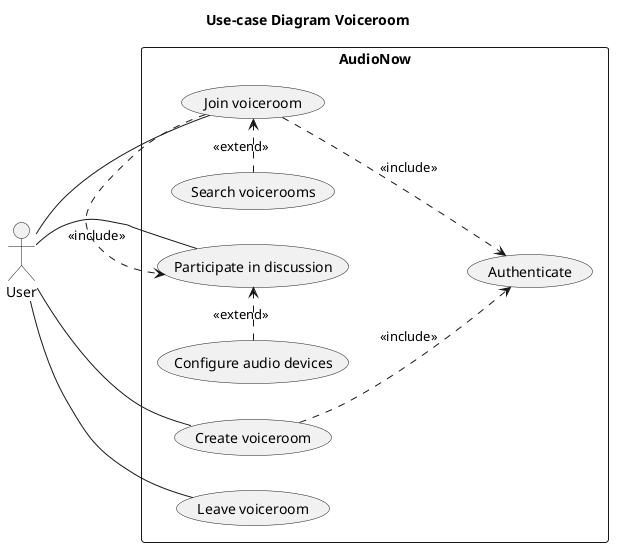 Use-case Diagram Voiceroom
AudioNow
Join voiceroom
«extend»
«include»
Search voicerooms
«include»
Participate in discussion
Authenticate
User
«extend»
«include»
Configure audio devices
Create voiceroom
Leave voiceroom